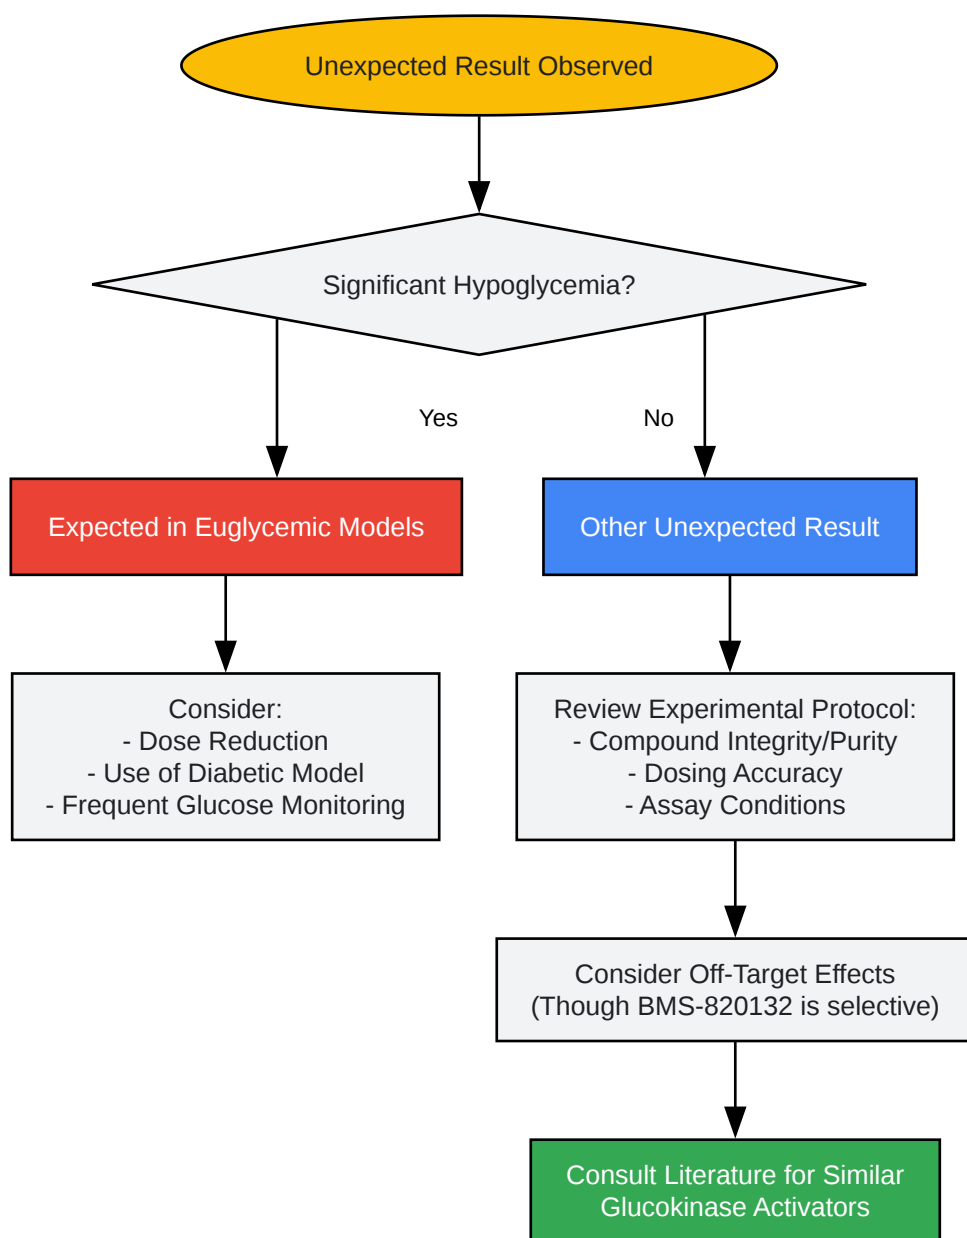 Unexpected Result Observed
Significant Hypoglycemia?
Yes
No
Expected in Euglycemic Models
Other Unexpected Result
Consider:
- Dose Reduction
- Use of Diabetic Model
- Frequent Glucose Monitoring
Review Experimental Protocol:
- Compound Integrity/Purity
- Dosing Accuracy
- Assay Conditions
Consider Off-Target Effects
(Though BMS-820132 is selective)
Consult Literature for Similar
Glucokinase Activators